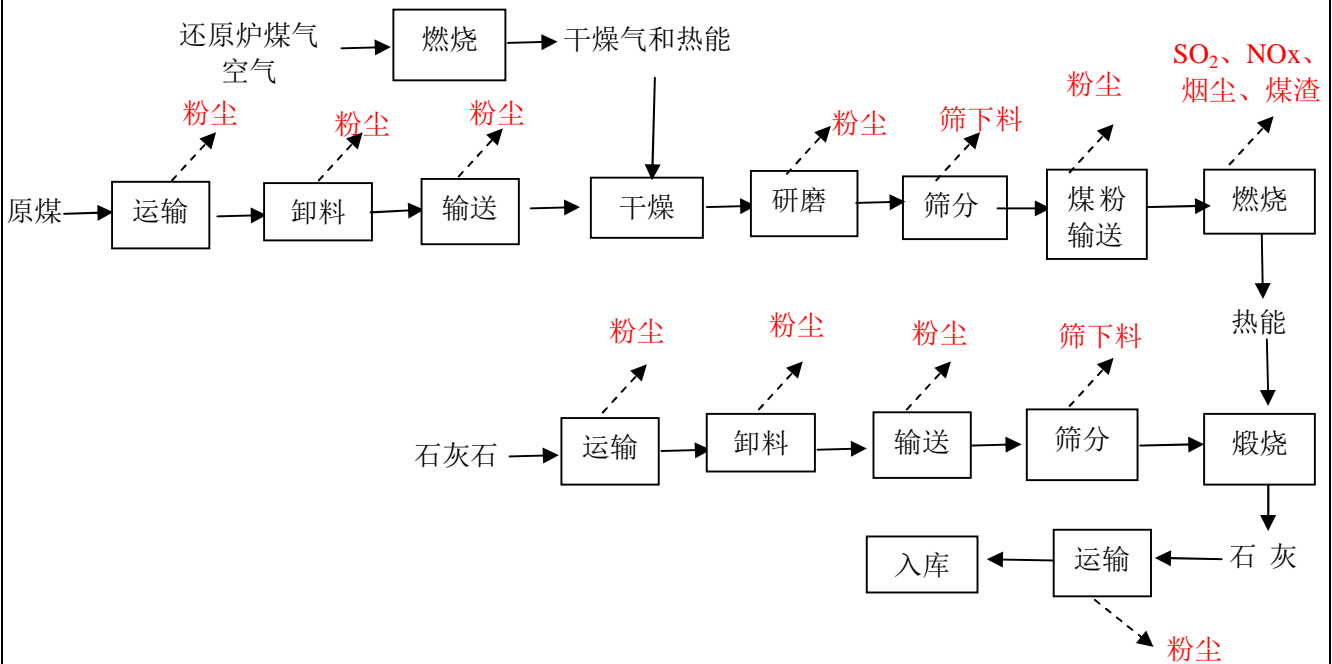 还原炉煤气
空气
燃烧
干燥气和热能
SO₂、NOx、
烟尘、煤渣
粉尘
粉尘
粉尘
粉尘
筛下料
粉尘
原煤
运输
卸料
输送
干燥
研磨
筛分
煤粉
输送
燃烧
热能
粉尘
粉尘
粉尘
筛下料
石灰石
运输
卸料
输送
筛分
煅烧
入库
运输
石 灰
粉尘